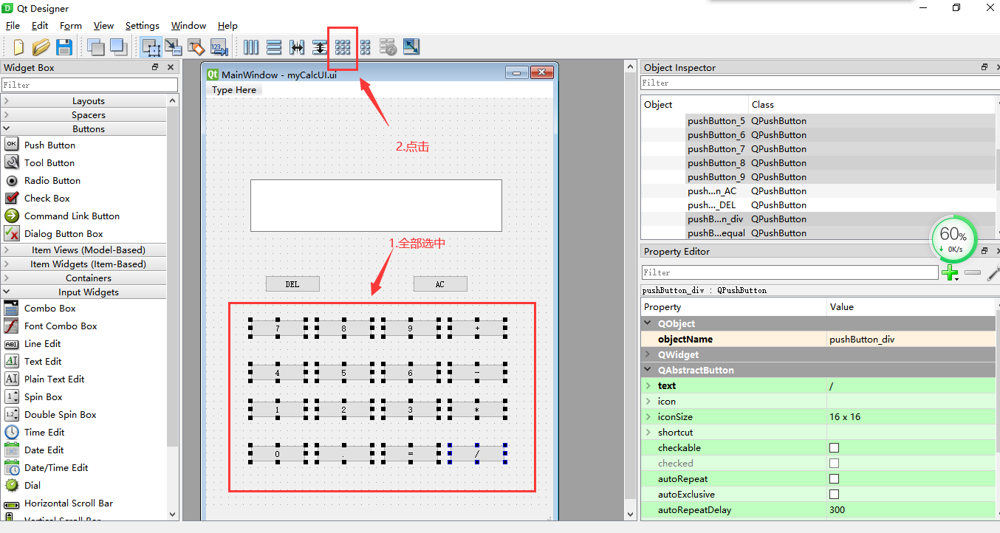 Qt Designer
File Edit Form View Settings Window Help
Widget Box
Filter
Layouts
Spacers
Buttons
Push Button
Tool Button
Radio Button
Check Box
Command Link Button
Dialog Button Box
Item Views (Model-Based)
Item Widgets (Item-Based)
Containers
Input Widgets
Combo Box
Font Combo Box
Line Edit
Text Edit
Plain Text Edit
Spin Box
Double Spin Box
Time Edit
Date Edit
Date/Time Edit
Dial
Horizontal Scroll Bar
Vertical Scroll Bar
MainWindow - myCalcUI.ui
Type Here
2.点击
1.全部选中
DEL AC
7 8 9 +
4 5 6 -
1 2 3 *
0 . = /
Object Inspector
Filter
Object Class
pushButton_5 QPushButton
pushButton_6 QPushButton
pushButton_7 QPushButton
pushButton_8 QPushButton
pushButton_9 QPushButton
push...n_AC QPushButton
push..._DEL QPushButton
pushB...n_div QPushButton
pushB...equal QPushButton
60%
0K/s
Property Editor
Filter
pushButton_div : QPushButton
Property Value
QObject
objectName pushButton_div
QWidget
QAbstractButton
text /
icon
iconSize 16 x 16
shortcut
checkable
checked
autoRepeat
autoExclusive
autoRepeatDelay 300